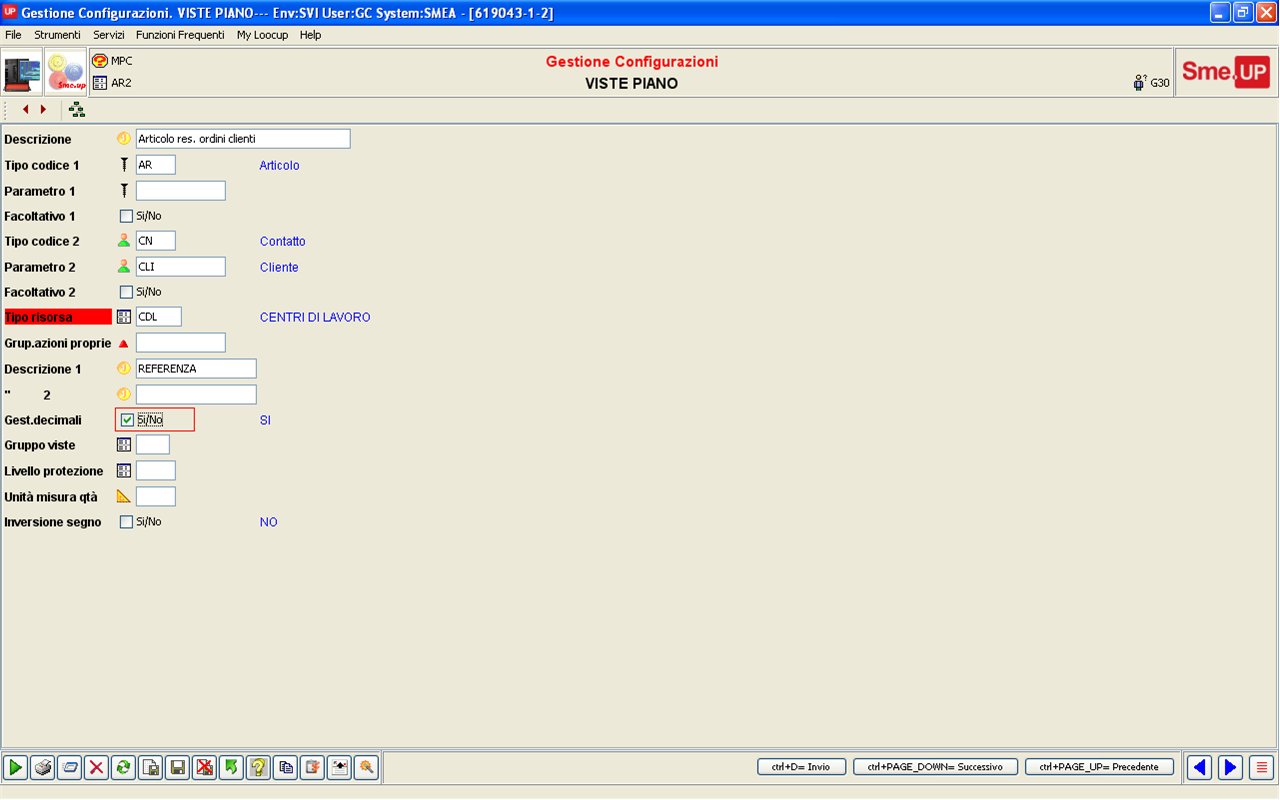 UP Gestione Configurazioni. VISTE PIANO--- Env:SVI User:GC System:SMEA - [619043-1-2]
File Strumenti Servizi Funzioni Frequenti My Loocup Help
Sme.up MPC Gestione Configurazioni
AR2 VISTE PIANO G30 Sme.UP
Descrizione Articolo res. ordini clienti
Tipo codice 1 AR Articolo
Parametro 1
Facoltativo 1 Si/No
Tipo codice 2 CN Contatto
Parametro 2 CLI Cliente
Facoltativo 2 Si/No
Tipo risorsa CDL CENTRI DI LAVORO
Grup.azioni proprie
Descrizione 1 REFERENZA
" 2
Gest.decimali Si/No SI
Gruppo viste
Livello protezione
Unità misura qtà
Inversione segno Si/No NO
ctrl+D= Invio ctrl+PAGE_DOWN= Successivo ctrl+PAGE_UP= Precedente